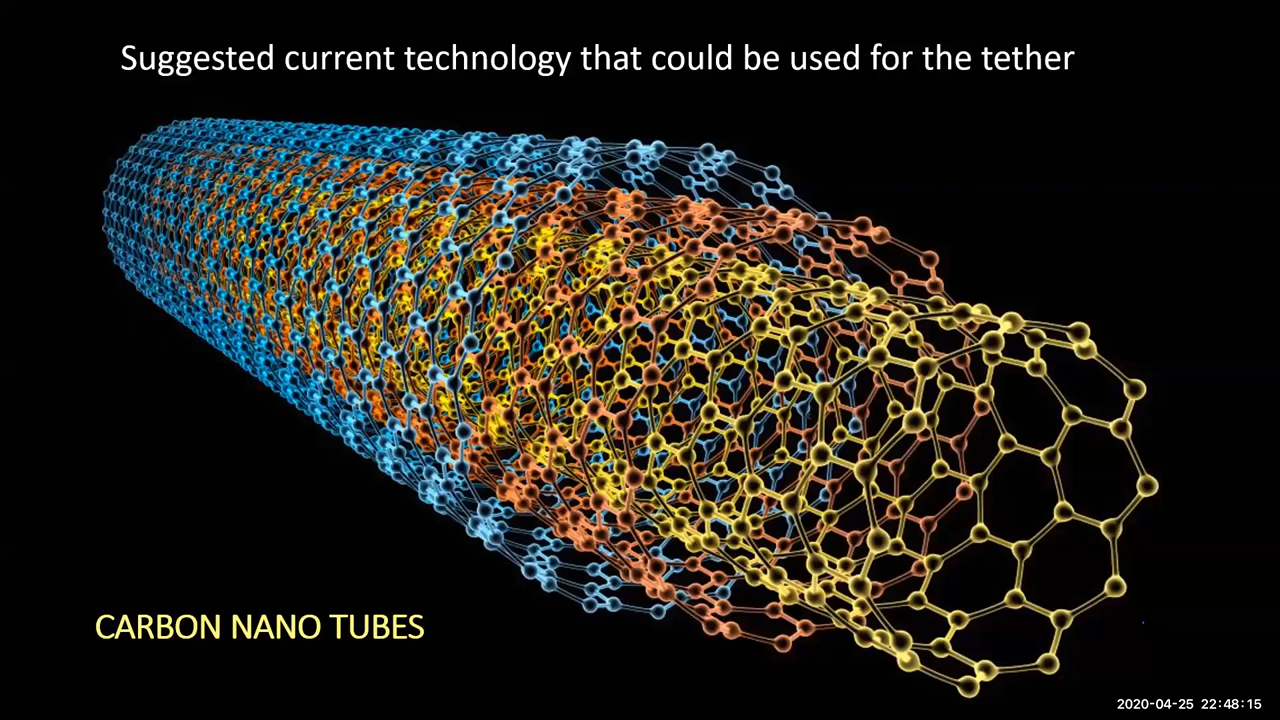 Suggested current technology that could be used for the tether
CARBON NANO TUBES
2020-04-25 22:48:15